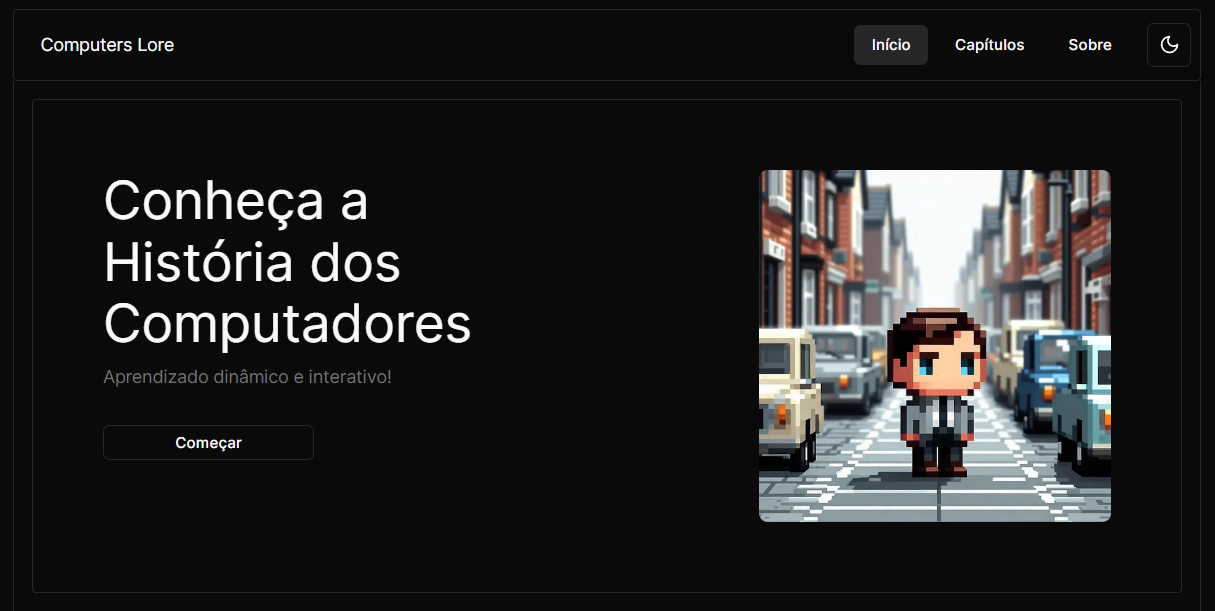 Computers Lore
Início
Capítulos
Sobre
Conheça a
História dos
Computadores
Aprendizado dinâmico e interativo!
Começar